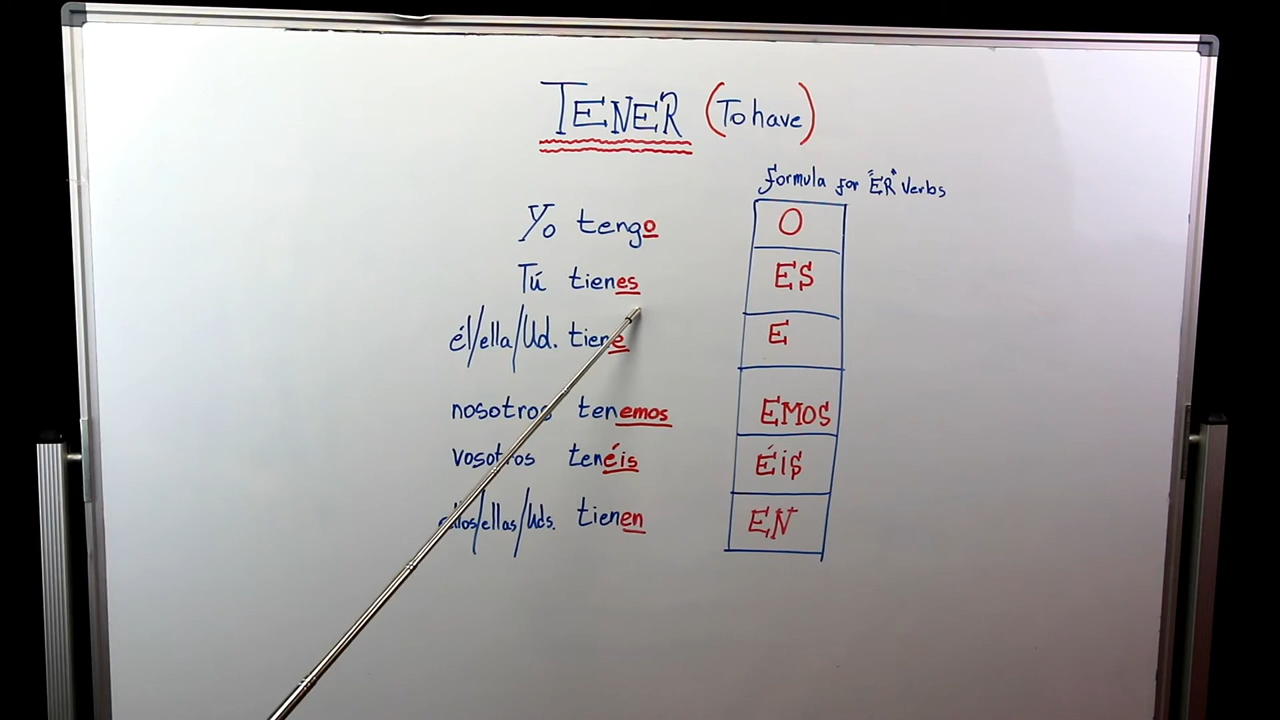 TENER (To have)
formula for "ER" Verbs
Yo tengo O
Tú tienes ES
él/ella/Ud. tiene E
nosotros tenemos EMOS
vosotros tenéis ÉIS
ellos/ellas/Uds. tienen EN